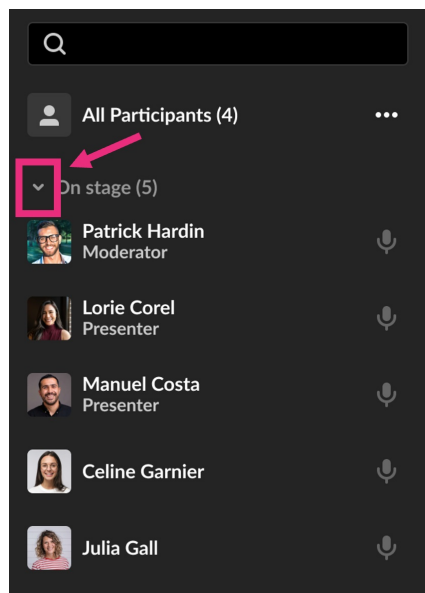 All Participants (4)
On stage (5)
Patrick Hardin
Moderator
Lorie Corel
Presenter
Manuel Costa
Presenter
Celine Garnier
Julia Gall